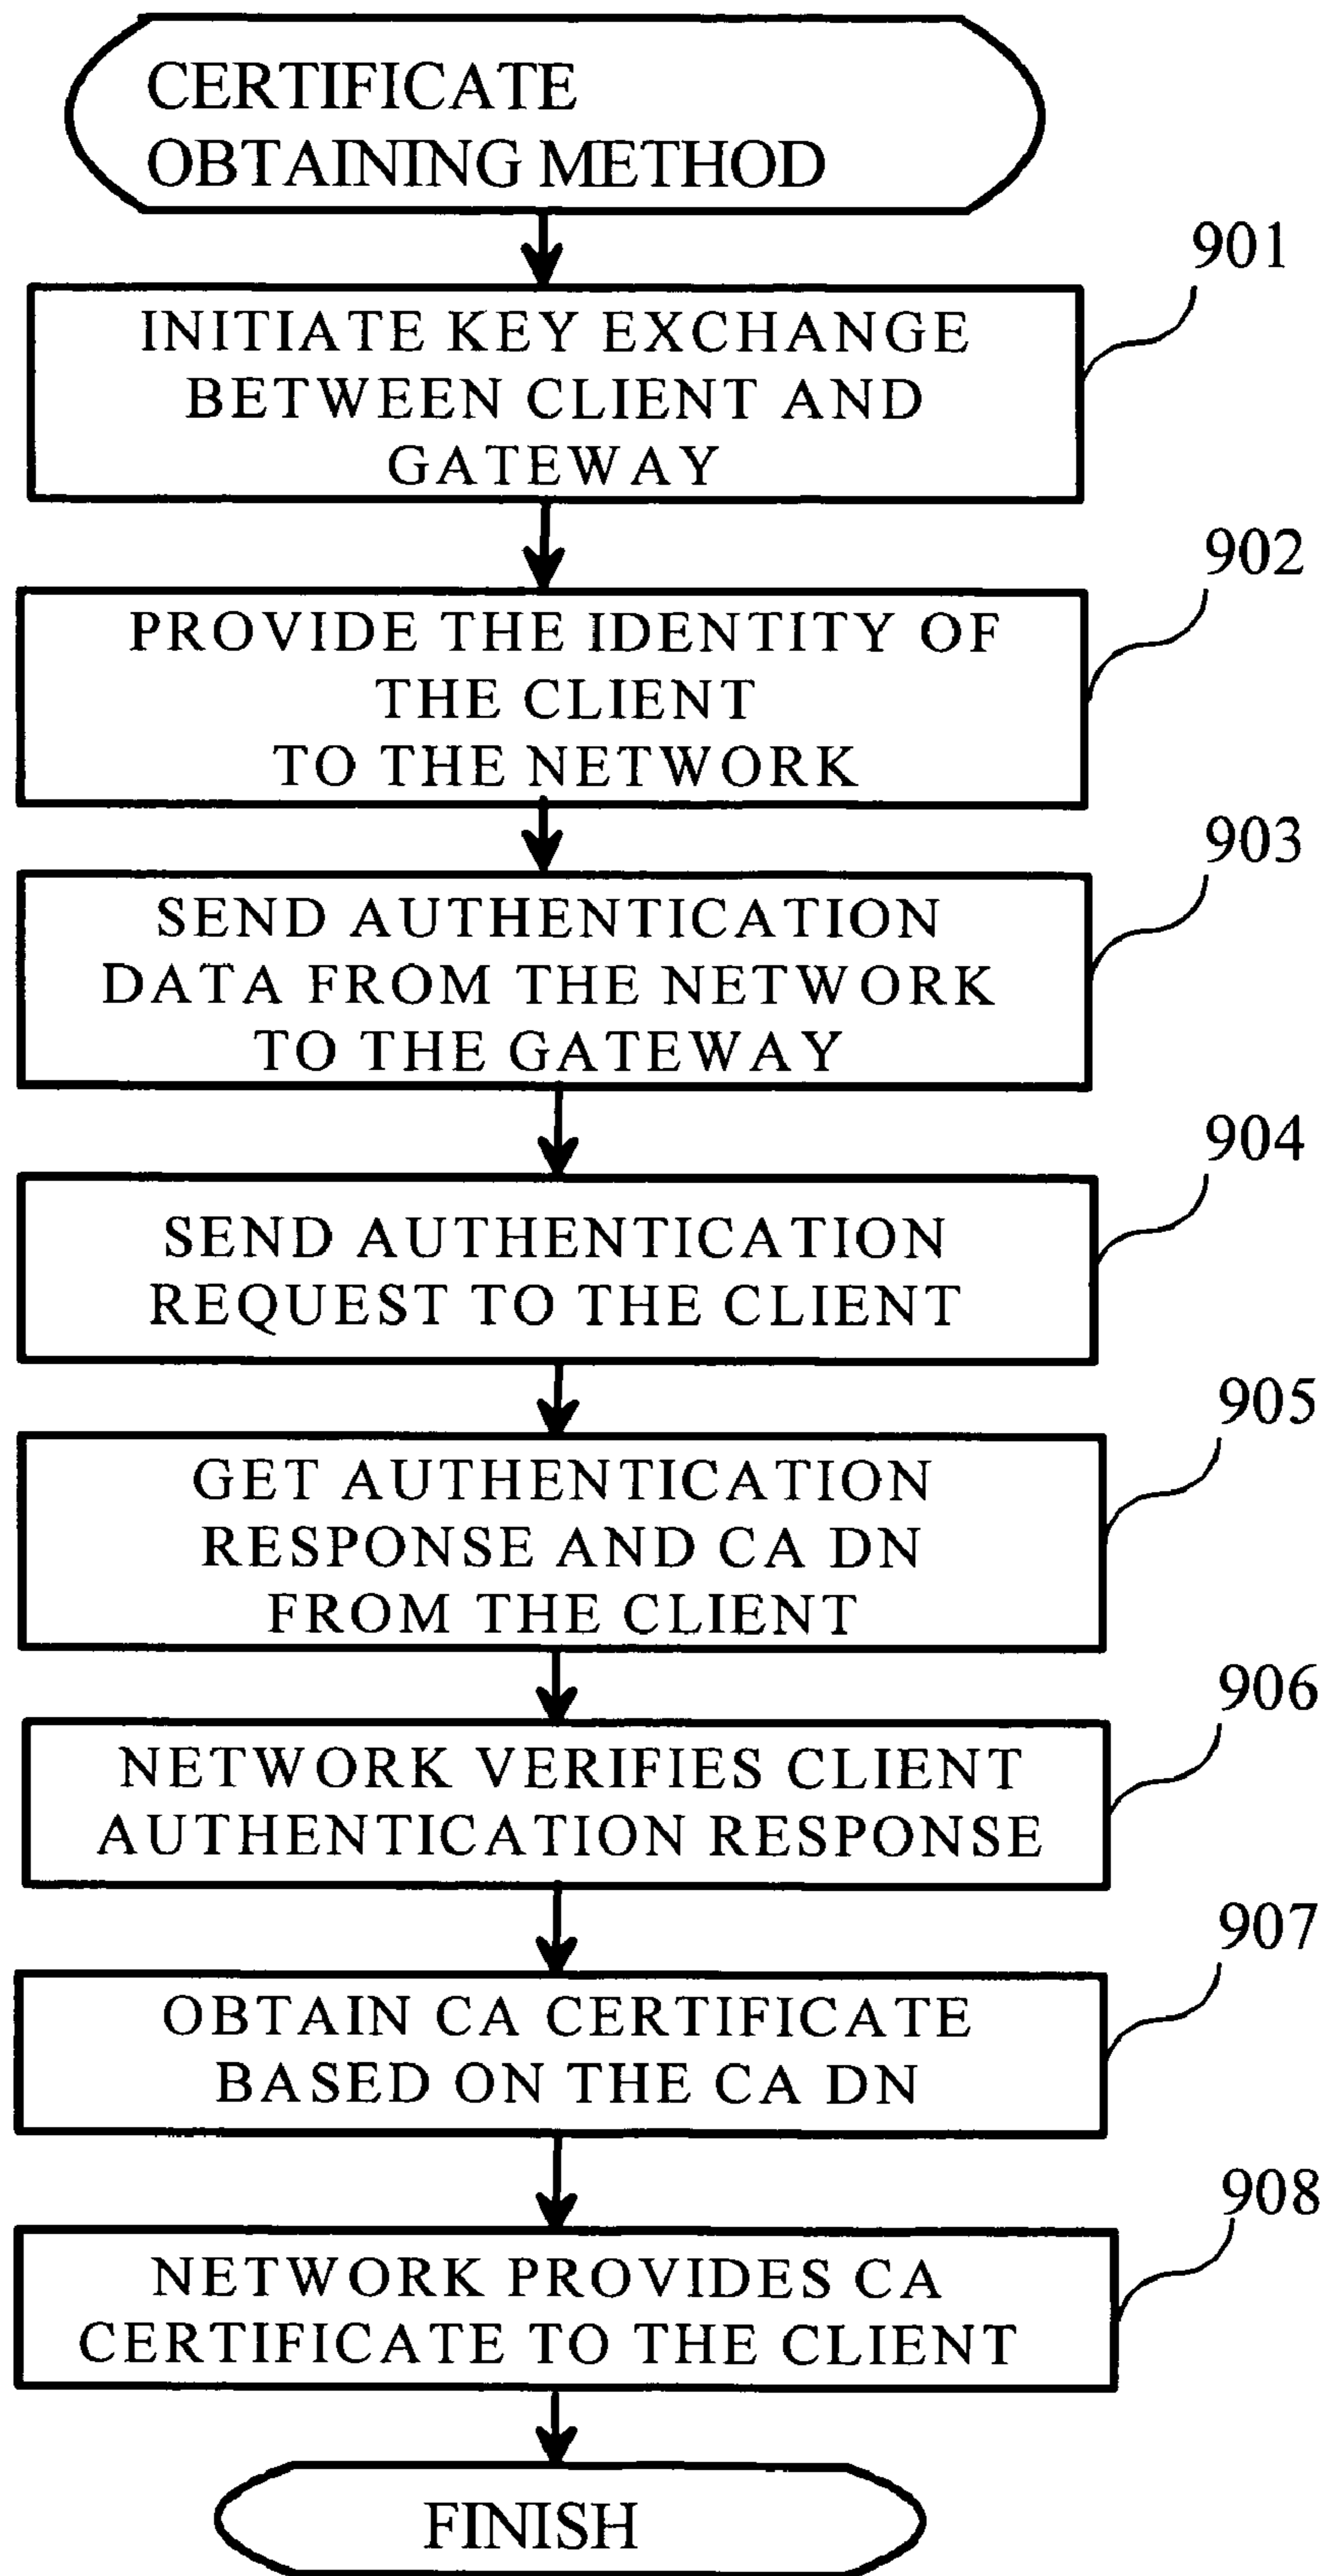 CERTIFICATE
OBTAINING METHOD
901
INITIATE KEY EXCHANGE
BETWEEN CLIENT AND
GATEWAY
902
PROVIDE THE IDENTITY OF
THE CLIENT
TO THE NETWORK
903
SEND AUTHENTICATION
DATA FROM THE NETWORK
TO THE GATEWAY
904
SEND AUTHENTICATION
REQUEST TO THE CLIENT
905
GET AUTHENTICATION
RESPONSE AND CA DN
FROM THE CLIENT
906
NETWORK VERIFIES CLIENT
AUTHENTICATION RESPONSE
907
OBTAIN CA CERTIFICATE
BASED ON THE CA DN
908
NETWORK PROVIDES CA
CERTIFICATE TO THE CLIENT
FINISH